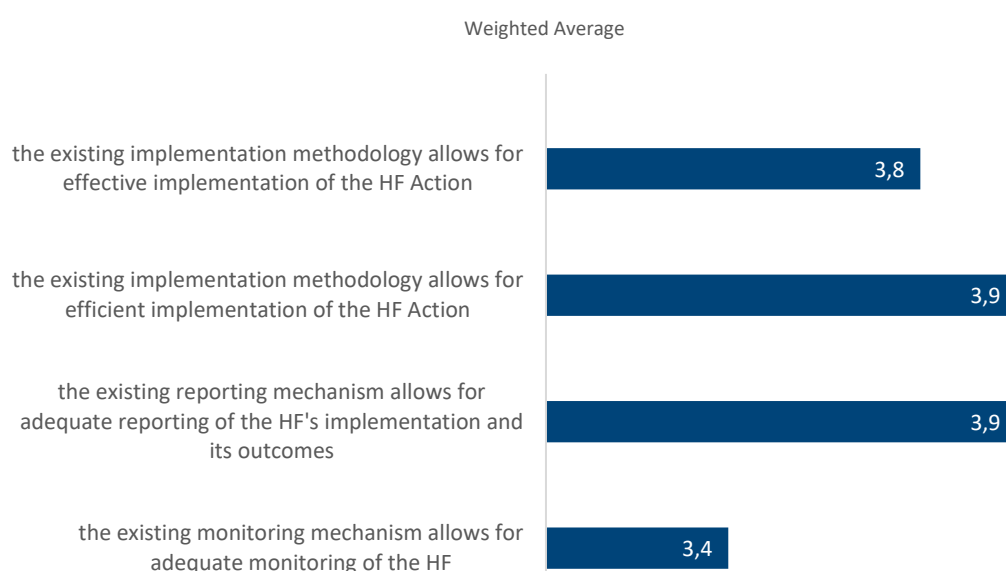 Weighted Average
the existing implementation methodology allows for
effective implementation of the HF Action
3,8
the existing implementation methodology allows for
efficient implementation of the HF Action
3,9
the existing reporting mechanism allows for
adequate reporting of the HF's implementation and
its outcomes
3,9
the existing monitoring mechanism allows for
adequate monitoring of the HF
3,4